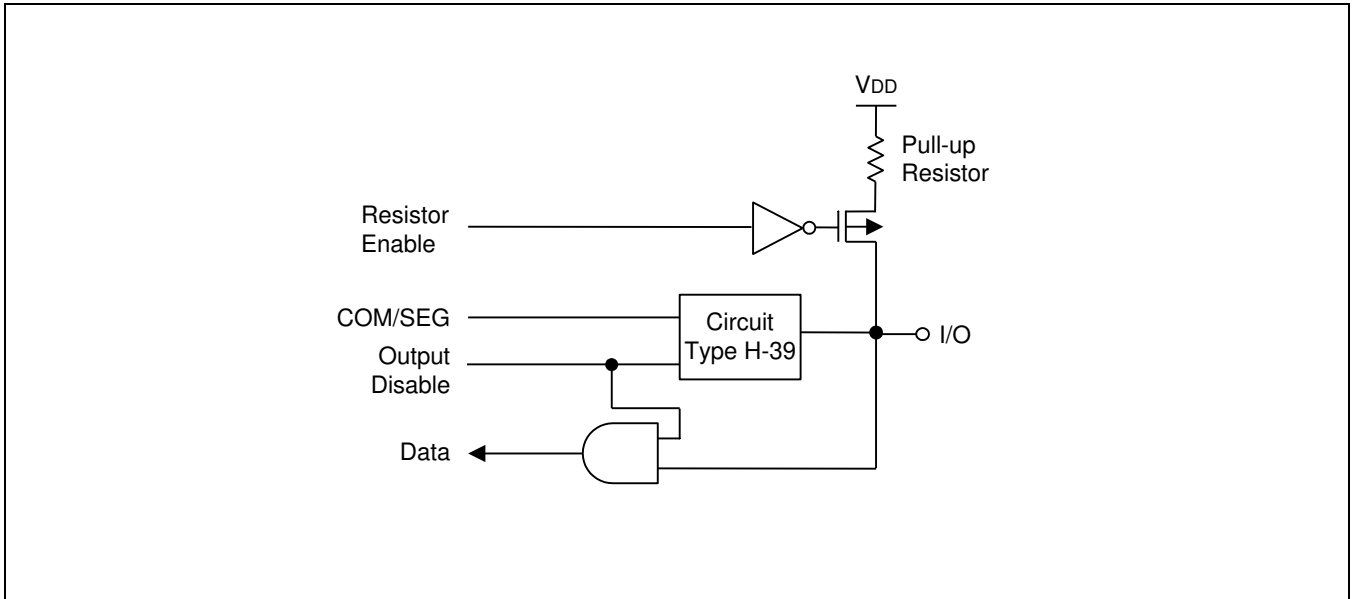 VDD
Pull-up
Resistor
Resistor
Enable
COM/SEG
Circuit
Type H-39
I/O
Output
Disable
Data